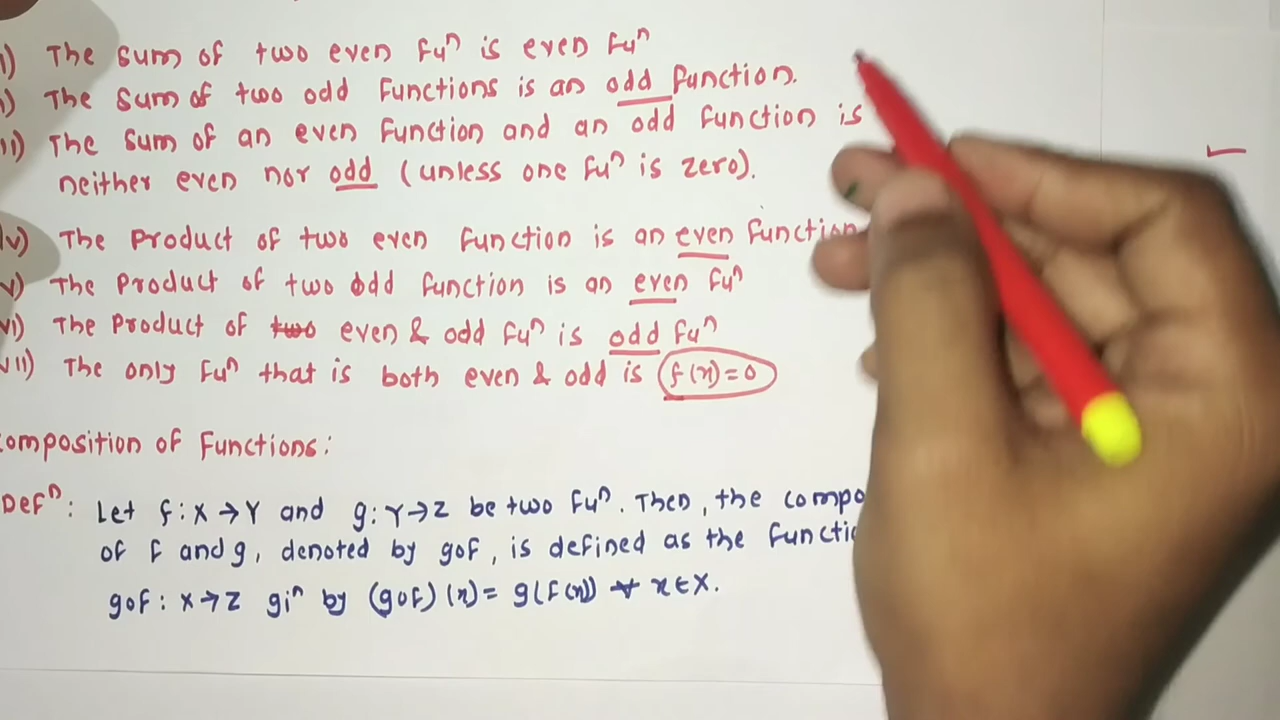 i) The sum of two even Fuⁿ is even Fuⁿ
i) The sum of two odd Functions is an odd Function.
ii) The sum of an even Function and an odd Function is
neither even nor odd (unless one Fuⁿ is zero).
iv) The Product of two even Function is an even Function
v) The Product of two odd Function is an even Fuⁿ
vi) The Product of two even & odd Fuⁿ is odd Fuⁿ
VII) The only Fuⁿ that is both even & odd is f(x)=0
omposition of Functions:
Defⁿ: Let f:X→Y and g:Y→Z be two Fuⁿ. Then, the compo
of f and g, denoted by gof, is defined as the Functio
gof: X→Z giⁿ by (gof)(x) = g(f(x)) ∀ x∈X.